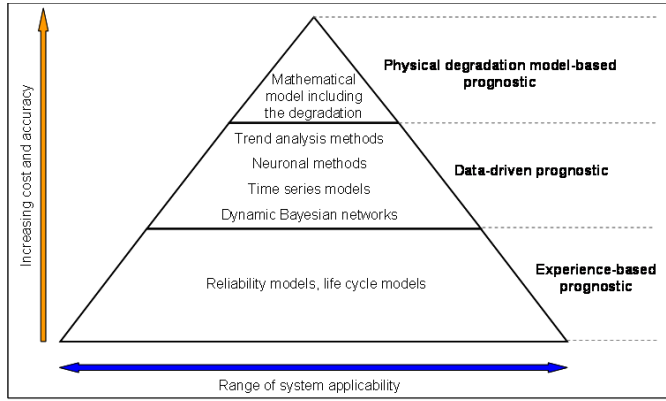 Increasing cost and accuracy
Mathematical
model including
the degradation
Physical degradation model-based
prognostic
Trend analysis methods
Neuronal methods
Time series models
Dynamic Bayesian networks
Data-driven prognostic
Reliability models, life cycle models
Experience-based
prognostic
Range of system applicability